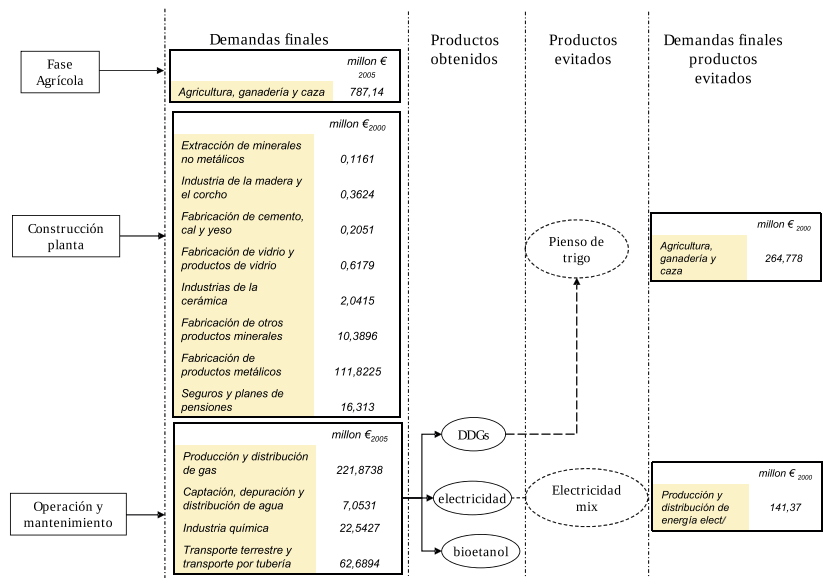 Demandas finales
Productos
obtenidos
Productos
evitados
Demandas finales
productos
evitados
Fase
Agrícola
millon €
2005
Agricultura, ganadería y caza 787,14
Construcción
planta
millon €2000
Extracción de minerales
no metálicos 0,1161
Industria de la madera y
el corcho 0,3624
Fabricación de cemento,
cal y yeso 0,2051
Fabricación de vidrio y
productos de vidrio 0,6179
Industrias de la
cerámica 2,0415
Fabricación de otros
productos minerales 10,3896
Fabricación de
productos metálicos 111,8225
Seguros y planes de
pensiones 16,313
Pienso de
trigo
millon € 2000
Agricultura,
ganadería y
caza
264,778
Operación y
mantenimiento
millon €2005
Producción y distribución
de gas 221,8738
Captación, depuración y
distribución de agua 7,0531
Industria química 22,5427
Transporte terrestre y
transporte por tubería 62,6894
DDGs
electricidad
bioetanol
Electricidad
mix
millon € 2000
Producción y
distribución de
energía elect/
141,37